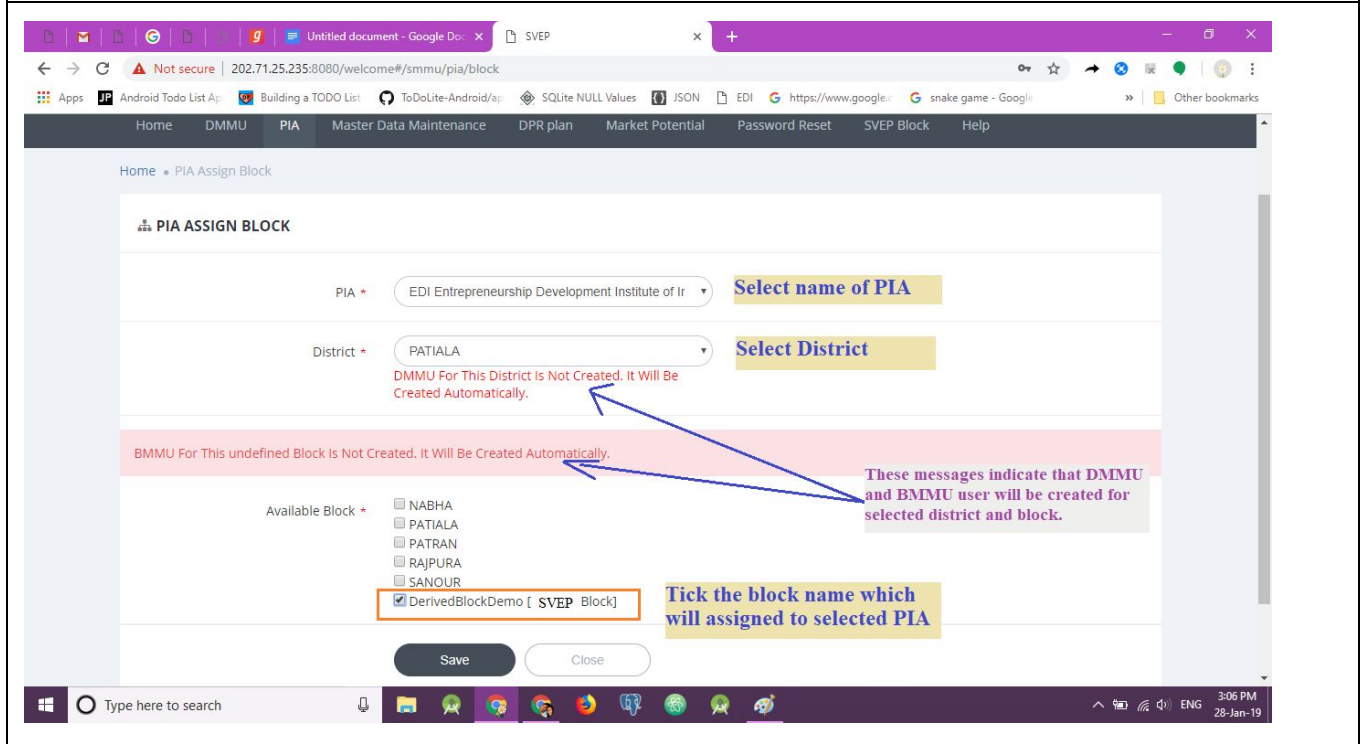 Untitled document - Google Doc
SVEP
Not secure | 202.71.25.235:8080/welcome#/smmu/pia/block
Apps
Android Todo List Ap
Building a TODO List
ToDoLite-Android/ap
SQLite NULL Values
JSON
EDI
https://www.google.c
snake game - Google
»
Other bookmarks
Home DMMU PIA Master Data Maintenance DPR plan Market Potential Password Reset SVEP Block Help
Home • PIA Assign Block
PIA ASSIGN BLOCK
PIA *
EDI Entrepreneurship Development Institute of Ir
Select name of PIA
District *
PATIALA
Select District
DMMU For This District Is Not Created. It Will Be
Created Automatically.
BMMU For This undefined Block Is Not Created. It Will Be Created Automatically.
These messages indicate that DMMU
and BMMU user will be created for
selected district and block.
Available Block *
NABHA
PATIALA
PATRAN
RAJPURA
SANOUR
DerivedBlockDemo [ SVEP Block]
Tick the block name which
will assigned to selected PIA
Save
Close
Type here to search
ENG
3:06 PM
28-Jan-19